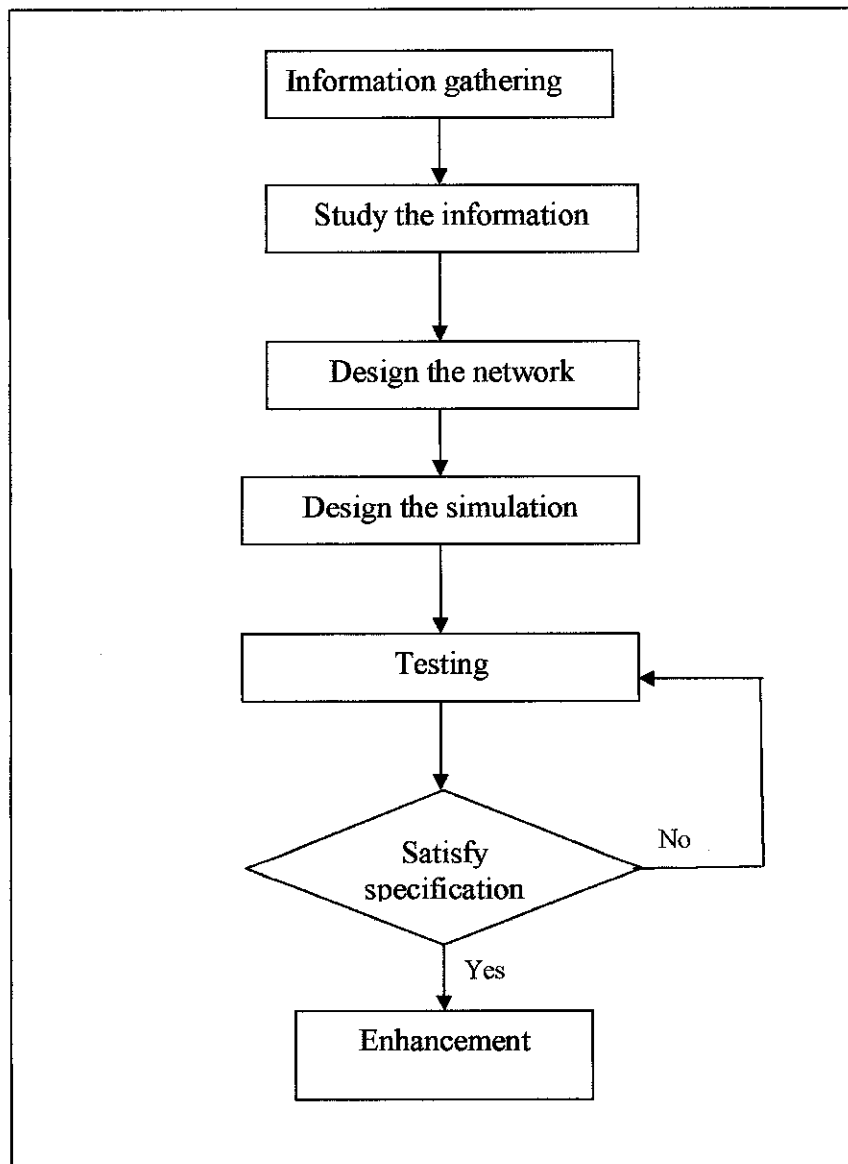 Information gathering
Study the information
Design the network
Design the simulation
Testing
Satisfy
specification
No
Yes
Enhancement